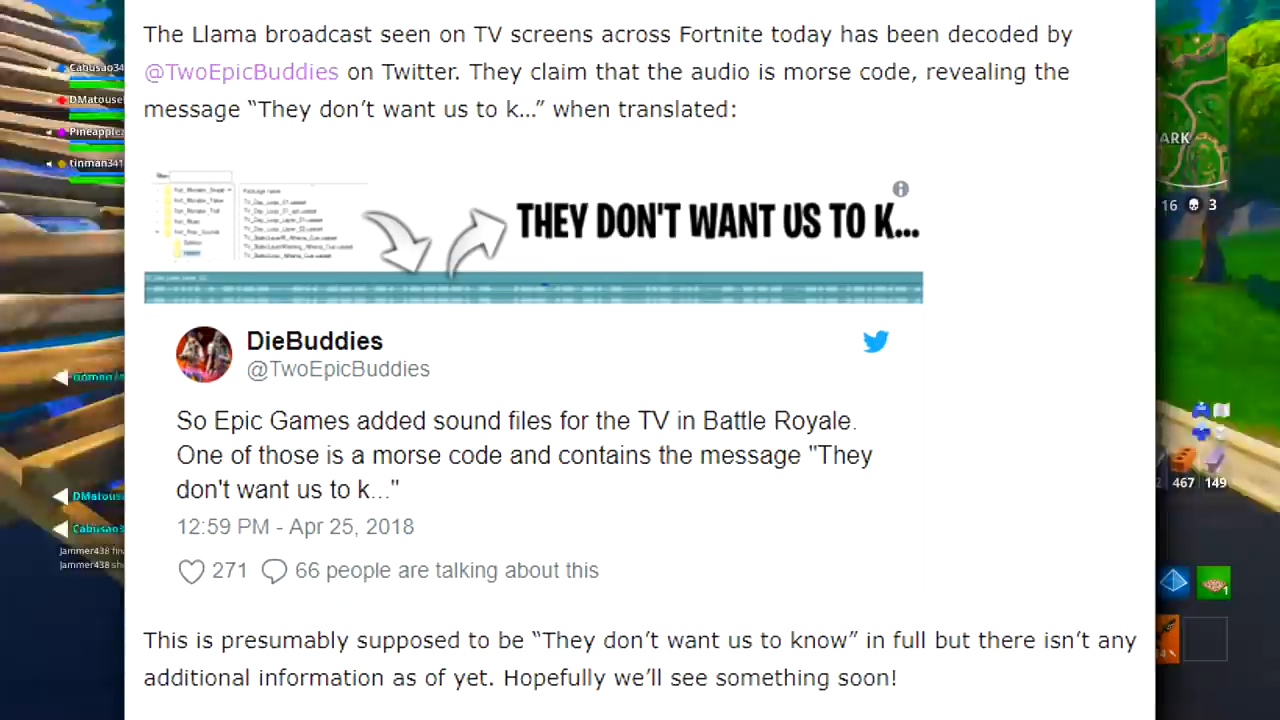 The Llama broadcast seen on TV screens across Fortnite today has been decoded by
@TwoEpicBuddies on Twitter. They claim that the audio is morse code, revealing the
message “They don’t want us to k…” when translated:
THEY DON'T WANT US TO K...
DieBuddies
@TwoEpicBuddies
So Epic Games added sound files for the TV in Battle Royale.
One of those is a morse code and contains the message "They
don't want us to k..."
12:59 PM - Apr 25, 2018
271 66 people are talking about this
This is presumably supposed to be “They don’t want us to know” in full but there isn’t any
additional information as of yet. Hopefully we’ll see something soon!
Cabusao34
DMatouse
Pineapple
tinman341
DMatous
Cabusao3
Jammer438
Jammer438
ARK
16 3
467 149
1